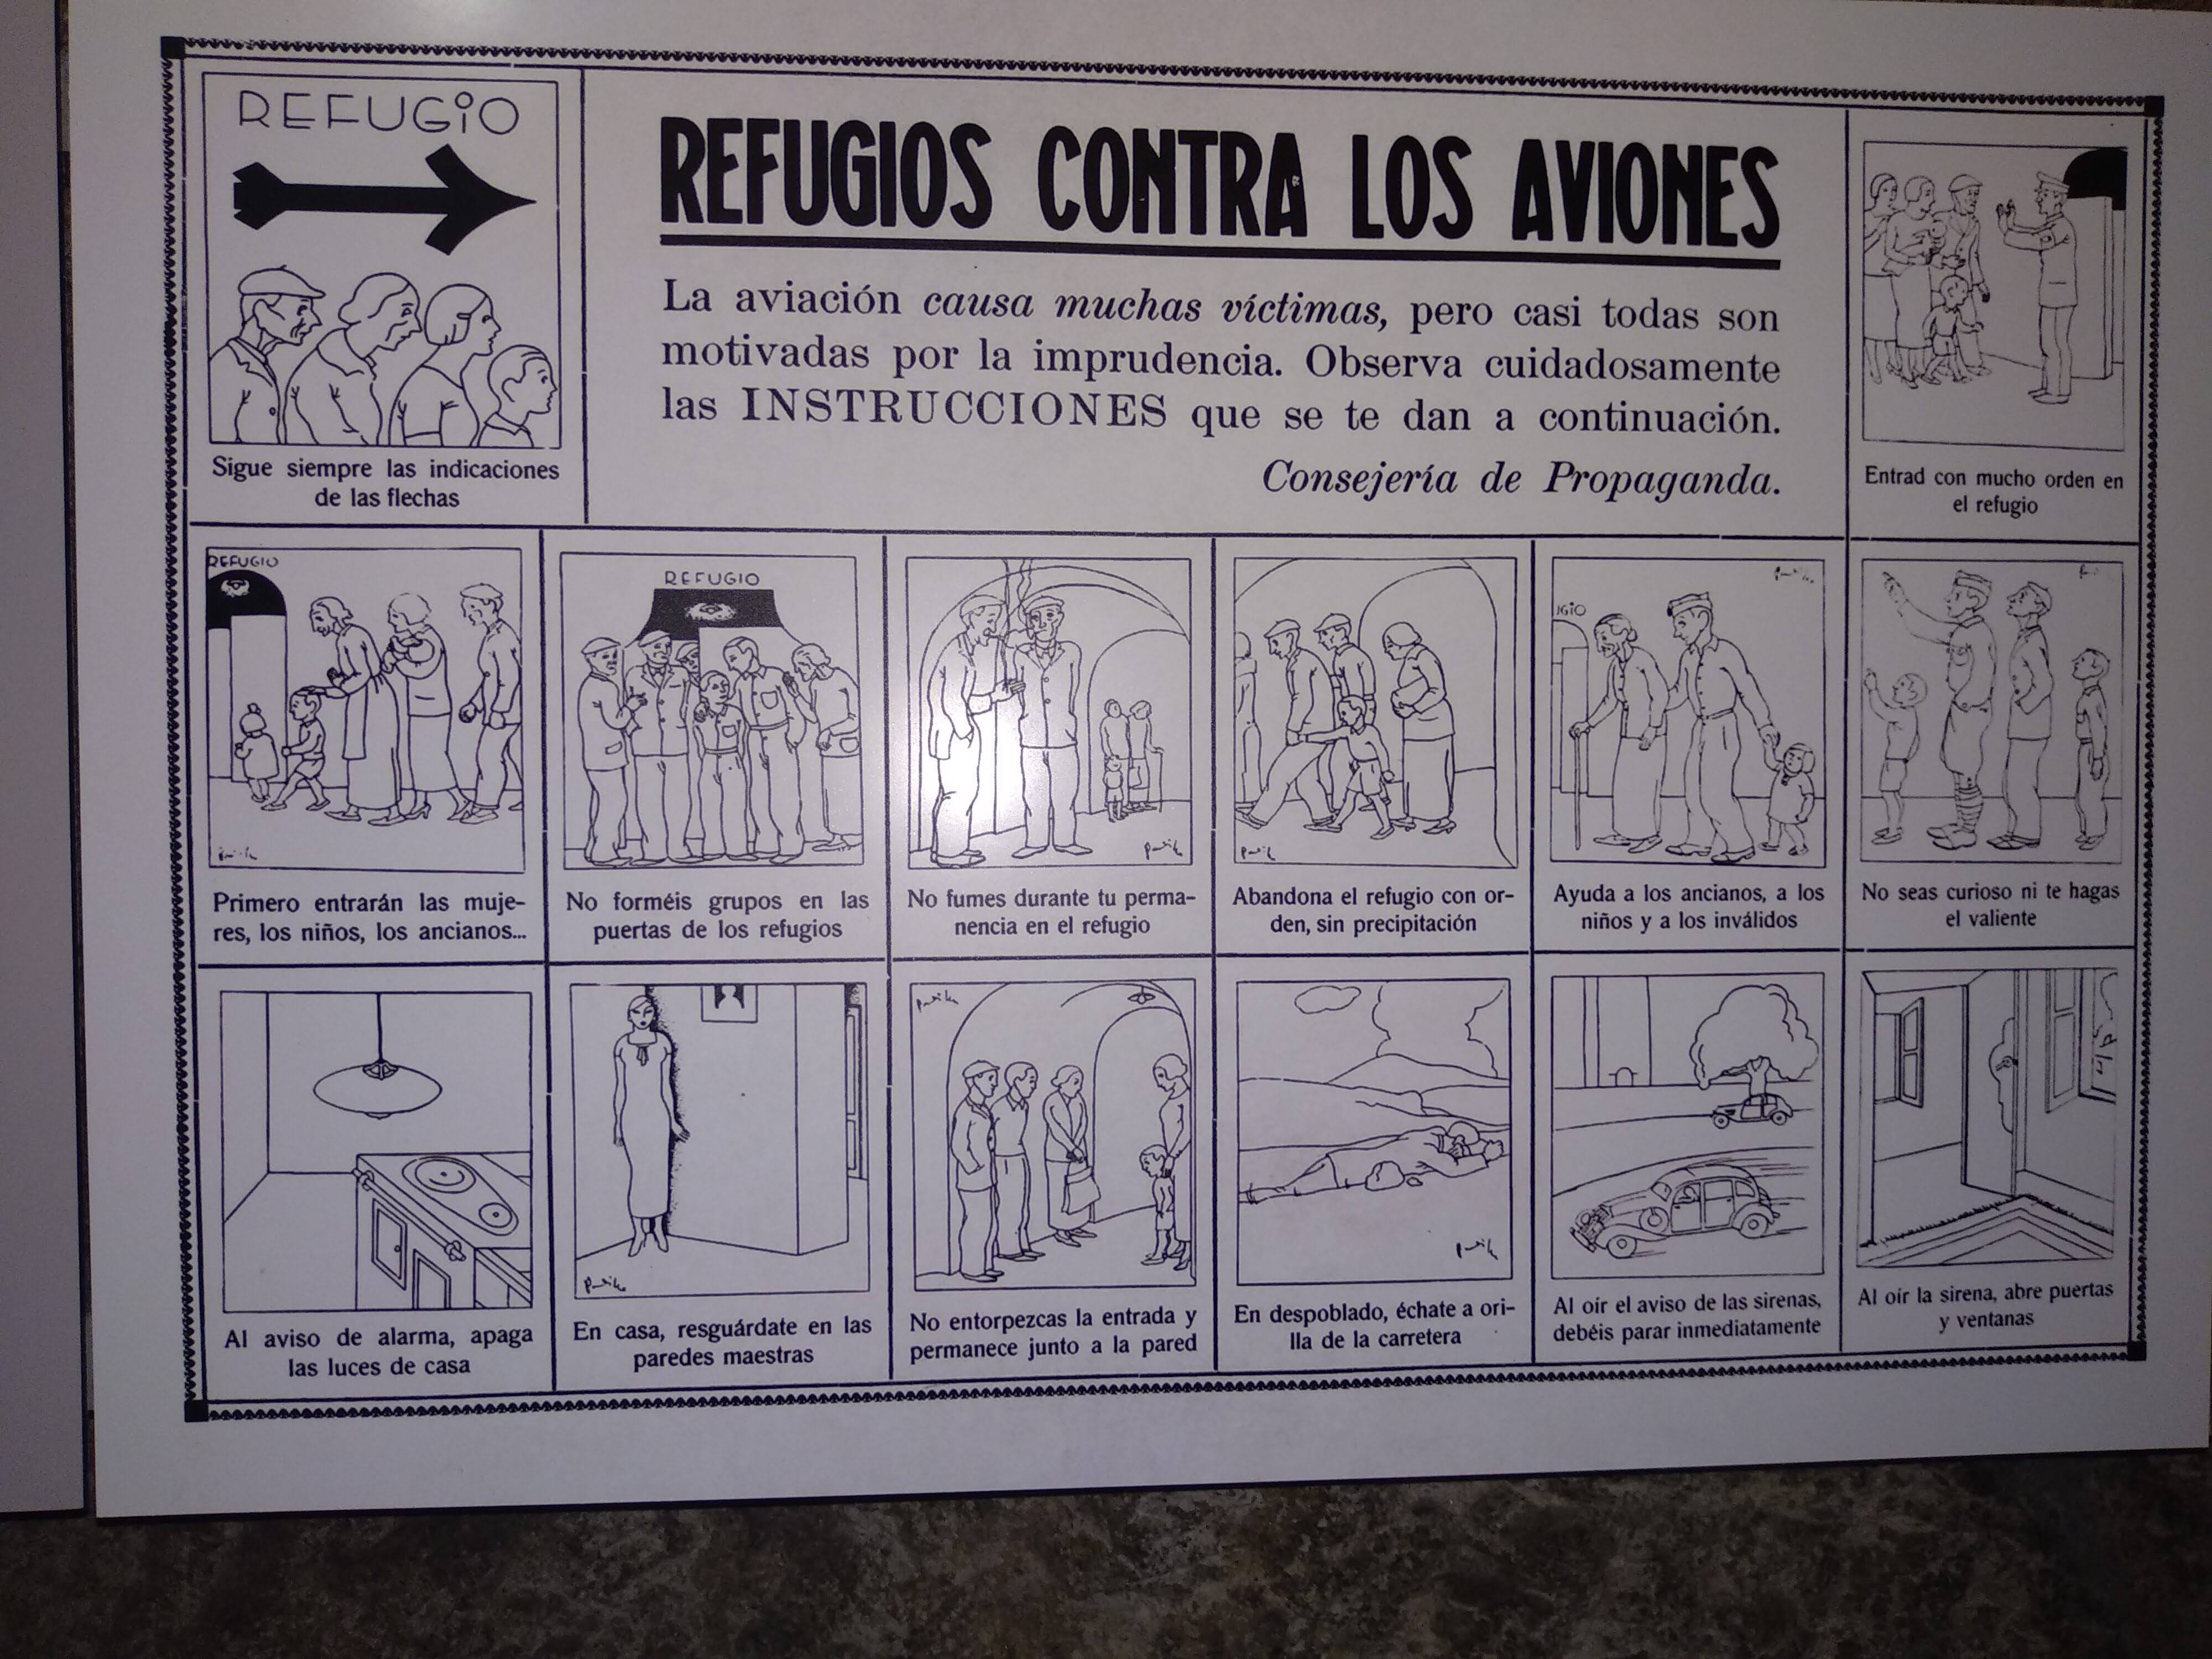 REFUGIO
Sigue siempre las indicaciones
de las flechas
REFUGIOS CONTRA LOS AVIONES
La aviación causa muchas víctimas, pero casi todas son
motivadas por la imprudencia. Observa cuidadosamente
las INSTRUCCIONES que se te dan a continuación.
Consejería de Propaganda.
Entrad con mucho orden en
el refugio
REFUGIO
Primero entrarán las muje-
res, los niños, los ancianos...
REFUGIO
No forméis grupos en las
puertas de los refugios
No fumes durante tu perma-
nencia en el refugio
Abandona el refugio con or-
den, sin precipitación
IGIO
Ayuda a los ancianos, a los
niños y a los inválidos
No seas curioso ni te hagas
el valiente
Al aviso de alarma, apaga
las luces de casa
En casa, resguárdate en las
paredes maestras
No entorpezcas la entrada y
permanece junto a la pared
En despoblado, échate a ori-
lla de la carretera
Al oír el aviso de las sirenas,
debéis parar inmediatamente
Al oír la sirena, abre puertas
y ventanas